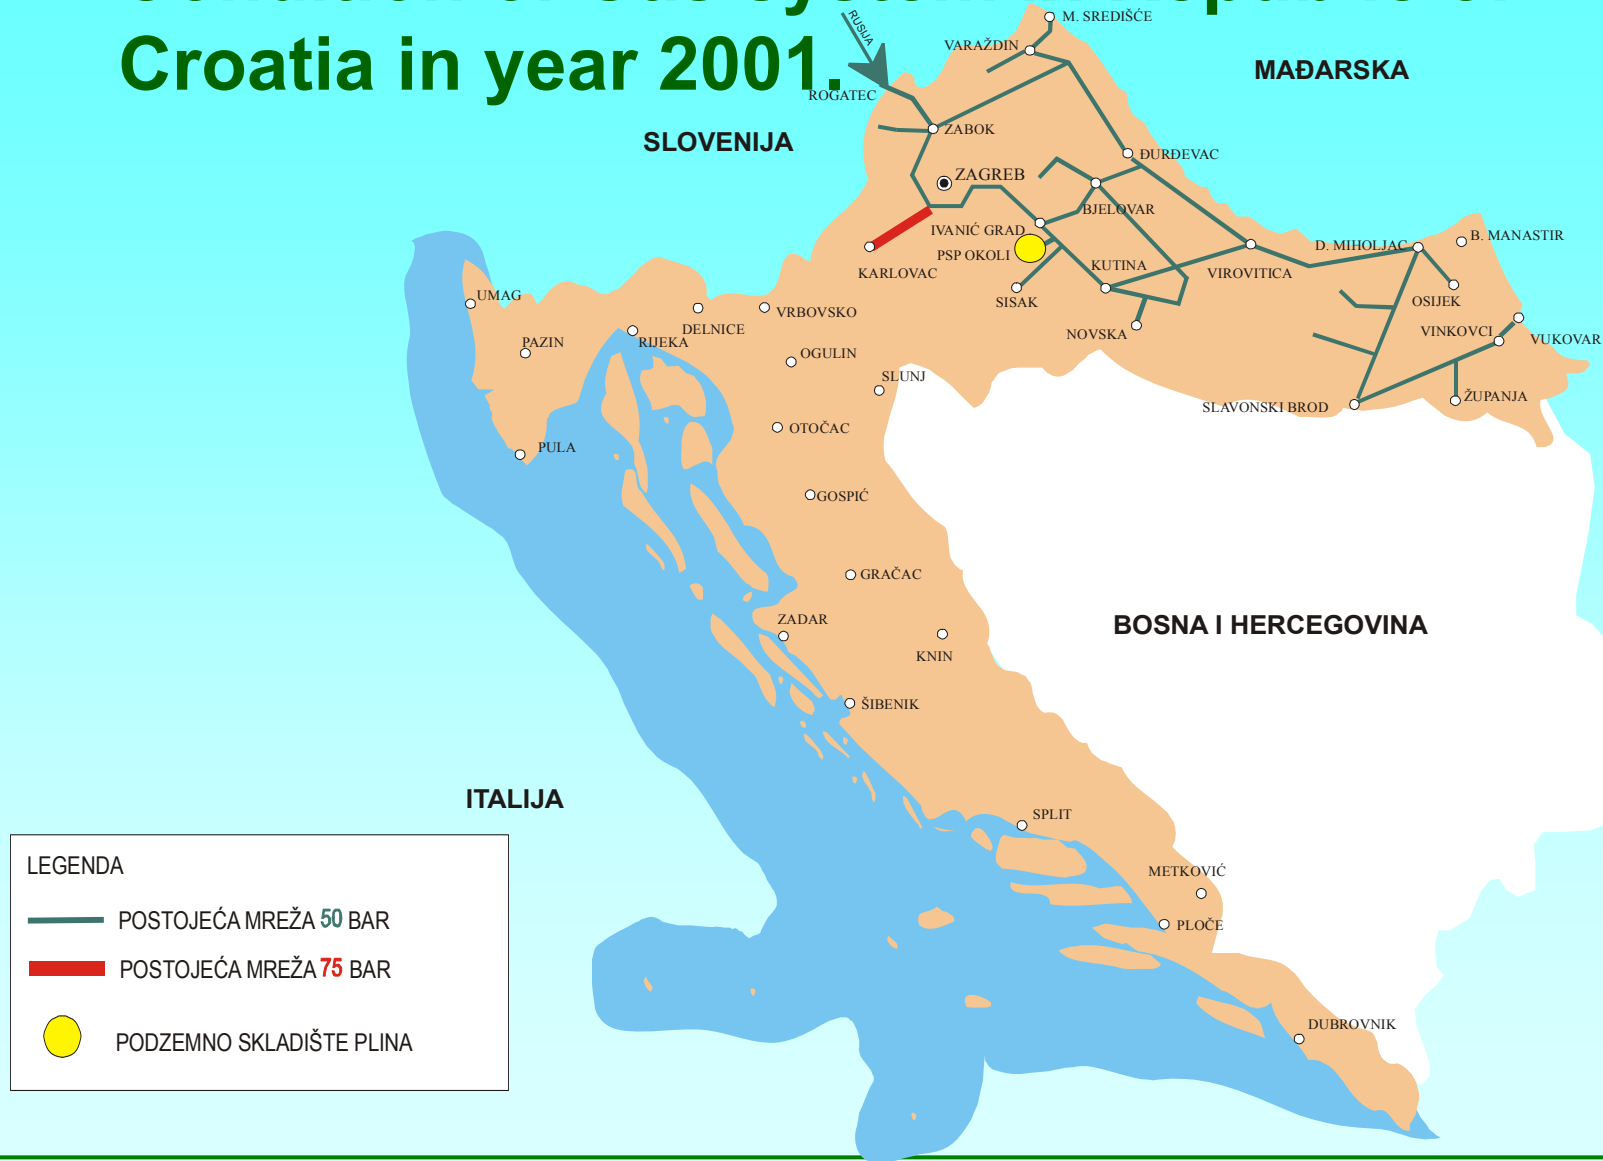 Croatia in year 2001.
RUSIJA
M. SREDIŠĆE
VARAŽDIN
MAĐARSKA
ROGATEC
ZABOK
SLOVENIJA
ĐURĐEVAC
ZAGREB
BJELOVAR
IVANIĆ GRAD
PSP OKOLI
D. MIHOLJAC
B. MANASTIR
KARLOVAC
KUTINA
VIROVITICA
SISAK
OSIJEK
UMAG
DELNICE
VRBOVSKO
NOVSKA
VINKOVCI
VUKOVAR
PAZIN
RIJEKA
OGULIN
SLUNJ
SLAVONSKI BROD
ŽUPANJA
OTOČAC
PULA
GOSPIĆ
GRAČAC
ZADAR
BOSNA I HERCEGOVINA
KNIN
ŠIBENIK
ITALIJA
SPLIT
METKOVIĆ
PLOČE
DUBROVNIK
LEGENDA
POSTOJEĆA MREŽA 50 BAR
POSTOJEĆA MREŽA 75 BAR
PODZEMNO SKLADIŠTE PLINA